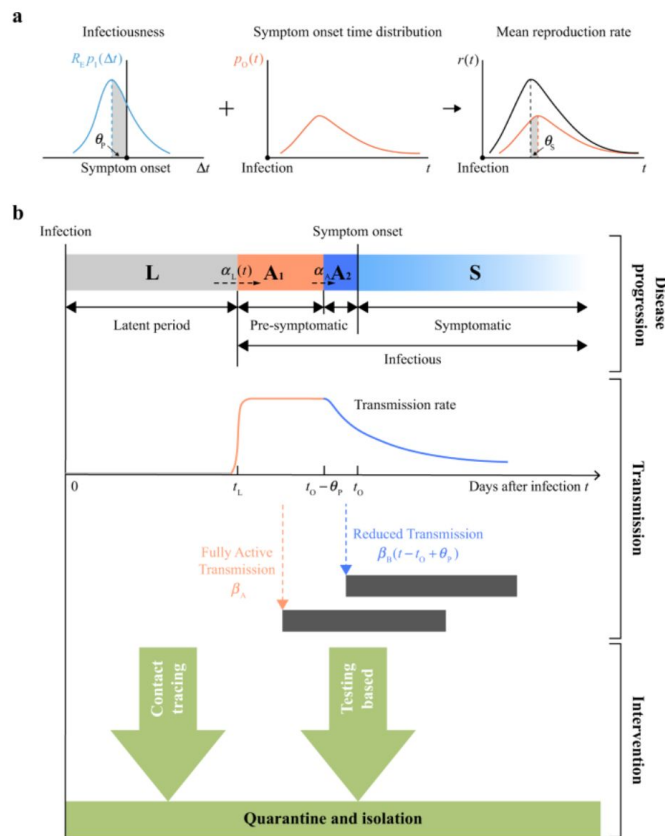 a
Infectiousness
Symptom onset time distribution
Mean reproduction rate
R_E p_I(Δt)
p_O(t)
r(t)
θ_P
+
θ_S
Symptom onset
Δt
Infection
t
Infection
t
b
Infection
Symptom onset
L
α_L(t)
A₁
α_A
A₂
S
Latent period
Pre-symptomatic
Symptomatic
Infectious
Disease
progression
Transmission rate
0
t_L
t_O − θ_P
t_O
Days after infection t
Fully Active
Transmission
β_A
Reduced Transmission
β_B(t − t_O + θ_P)
Transmission
Contact
tracing
Testing
based
Intervention
Quarantine and isolation